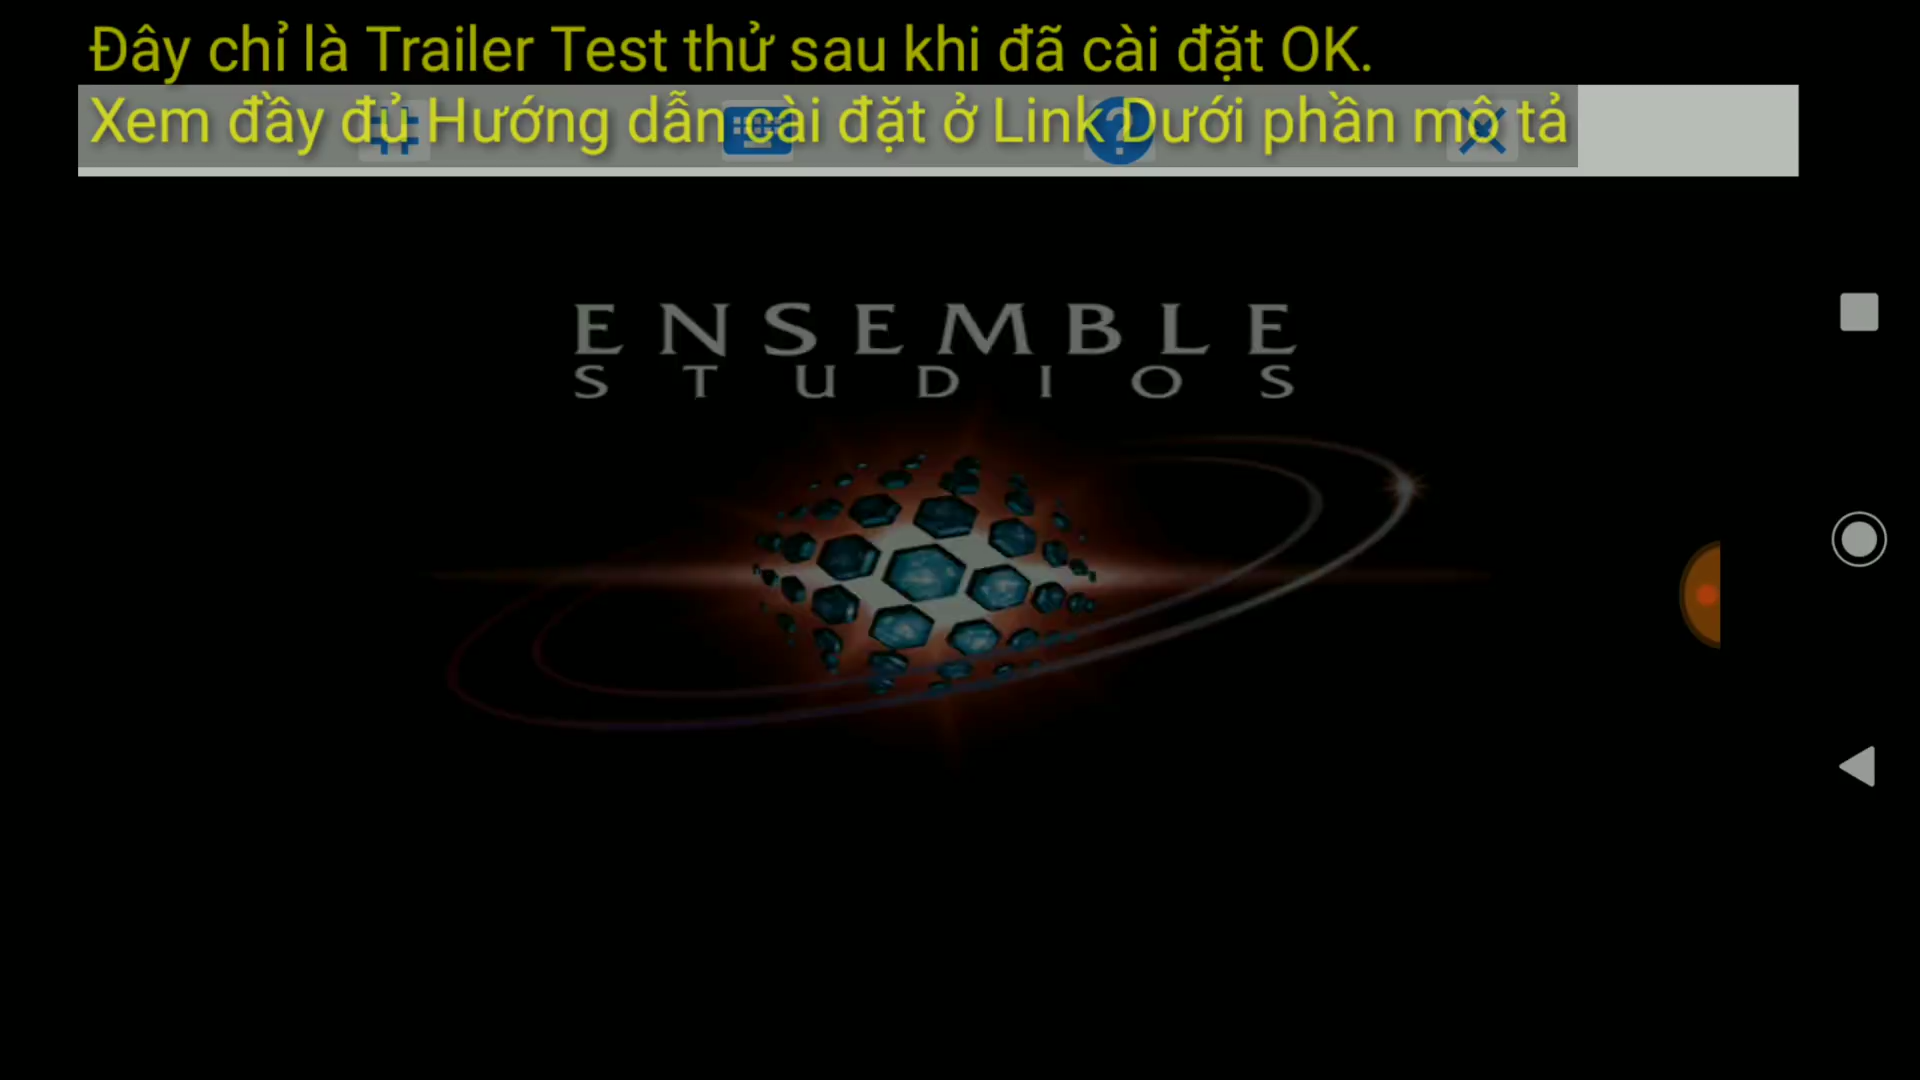 Đây chỉ là Trailer Test thử sau khi đã cài đặt OK.
Xem đầy đủ Hướng dẫn cài đặt ở Link Dưới phần mô tả
ENSEMBLE
STUDIOS